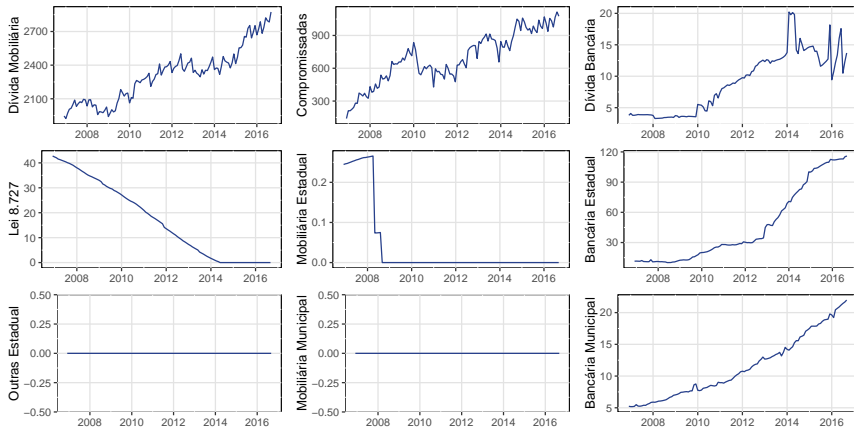 Dívida Mobiliária
2700
2400
2100
2008 2010 2012 2014 2016
Compromissadas
900
600
300
2008 2010 2012 2014 2016
Dívida Bancária
20
15
10
5
2008 2010 2012 2014 2016
Lei 8.727
40
30
20
10
0
2008 2010 2012 2014 2016
Mobiliária Estadual
0.2
0.1
0.0
2008 2010 2012 2014 2016
Bancária Estadual
120
90
60
30
2008 2010 2012 2014 2016
Outras Estadual
0.50
0.25
0.00
−0.25
−0.50
2008 2010 2012 2014 2016
Mobiliária Municipal
0.50
0.25
0.00
−0.25
−0.50
2008 2010 2012 2014 2016
Bancária Municipal
20
15
10
5
2008 2010 2012 2014 2016